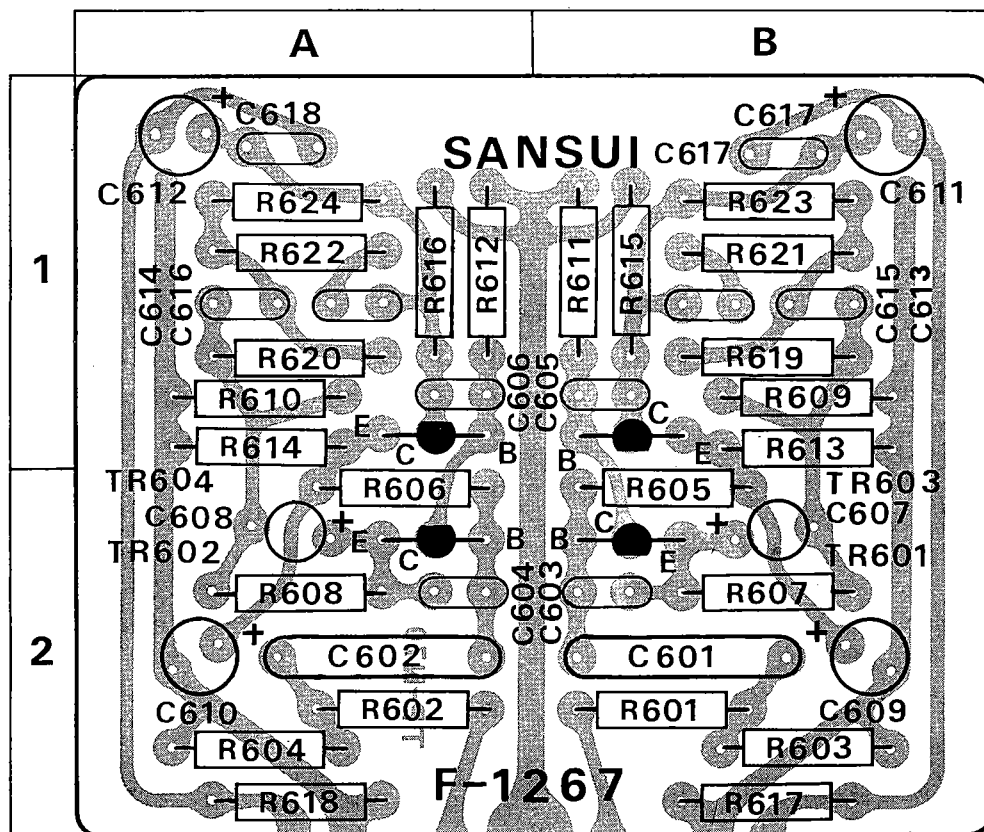 A B
C618 C617
SANSUI C617
C612 C611
R624 R623
R622 R621
1
C614 C616 R616 R612 R611 R615 C615 C613
R620 R619
C606 C605
R610 R609
E C
R614 C B B E R613
TR604 R606 R605 TR603
C608 C607
TR602 E C B B C E TR601
R608 R607
C604 C603
2
C602 C601
R602 R601
C610 C609
R604 R603
F-1267
R618 R617